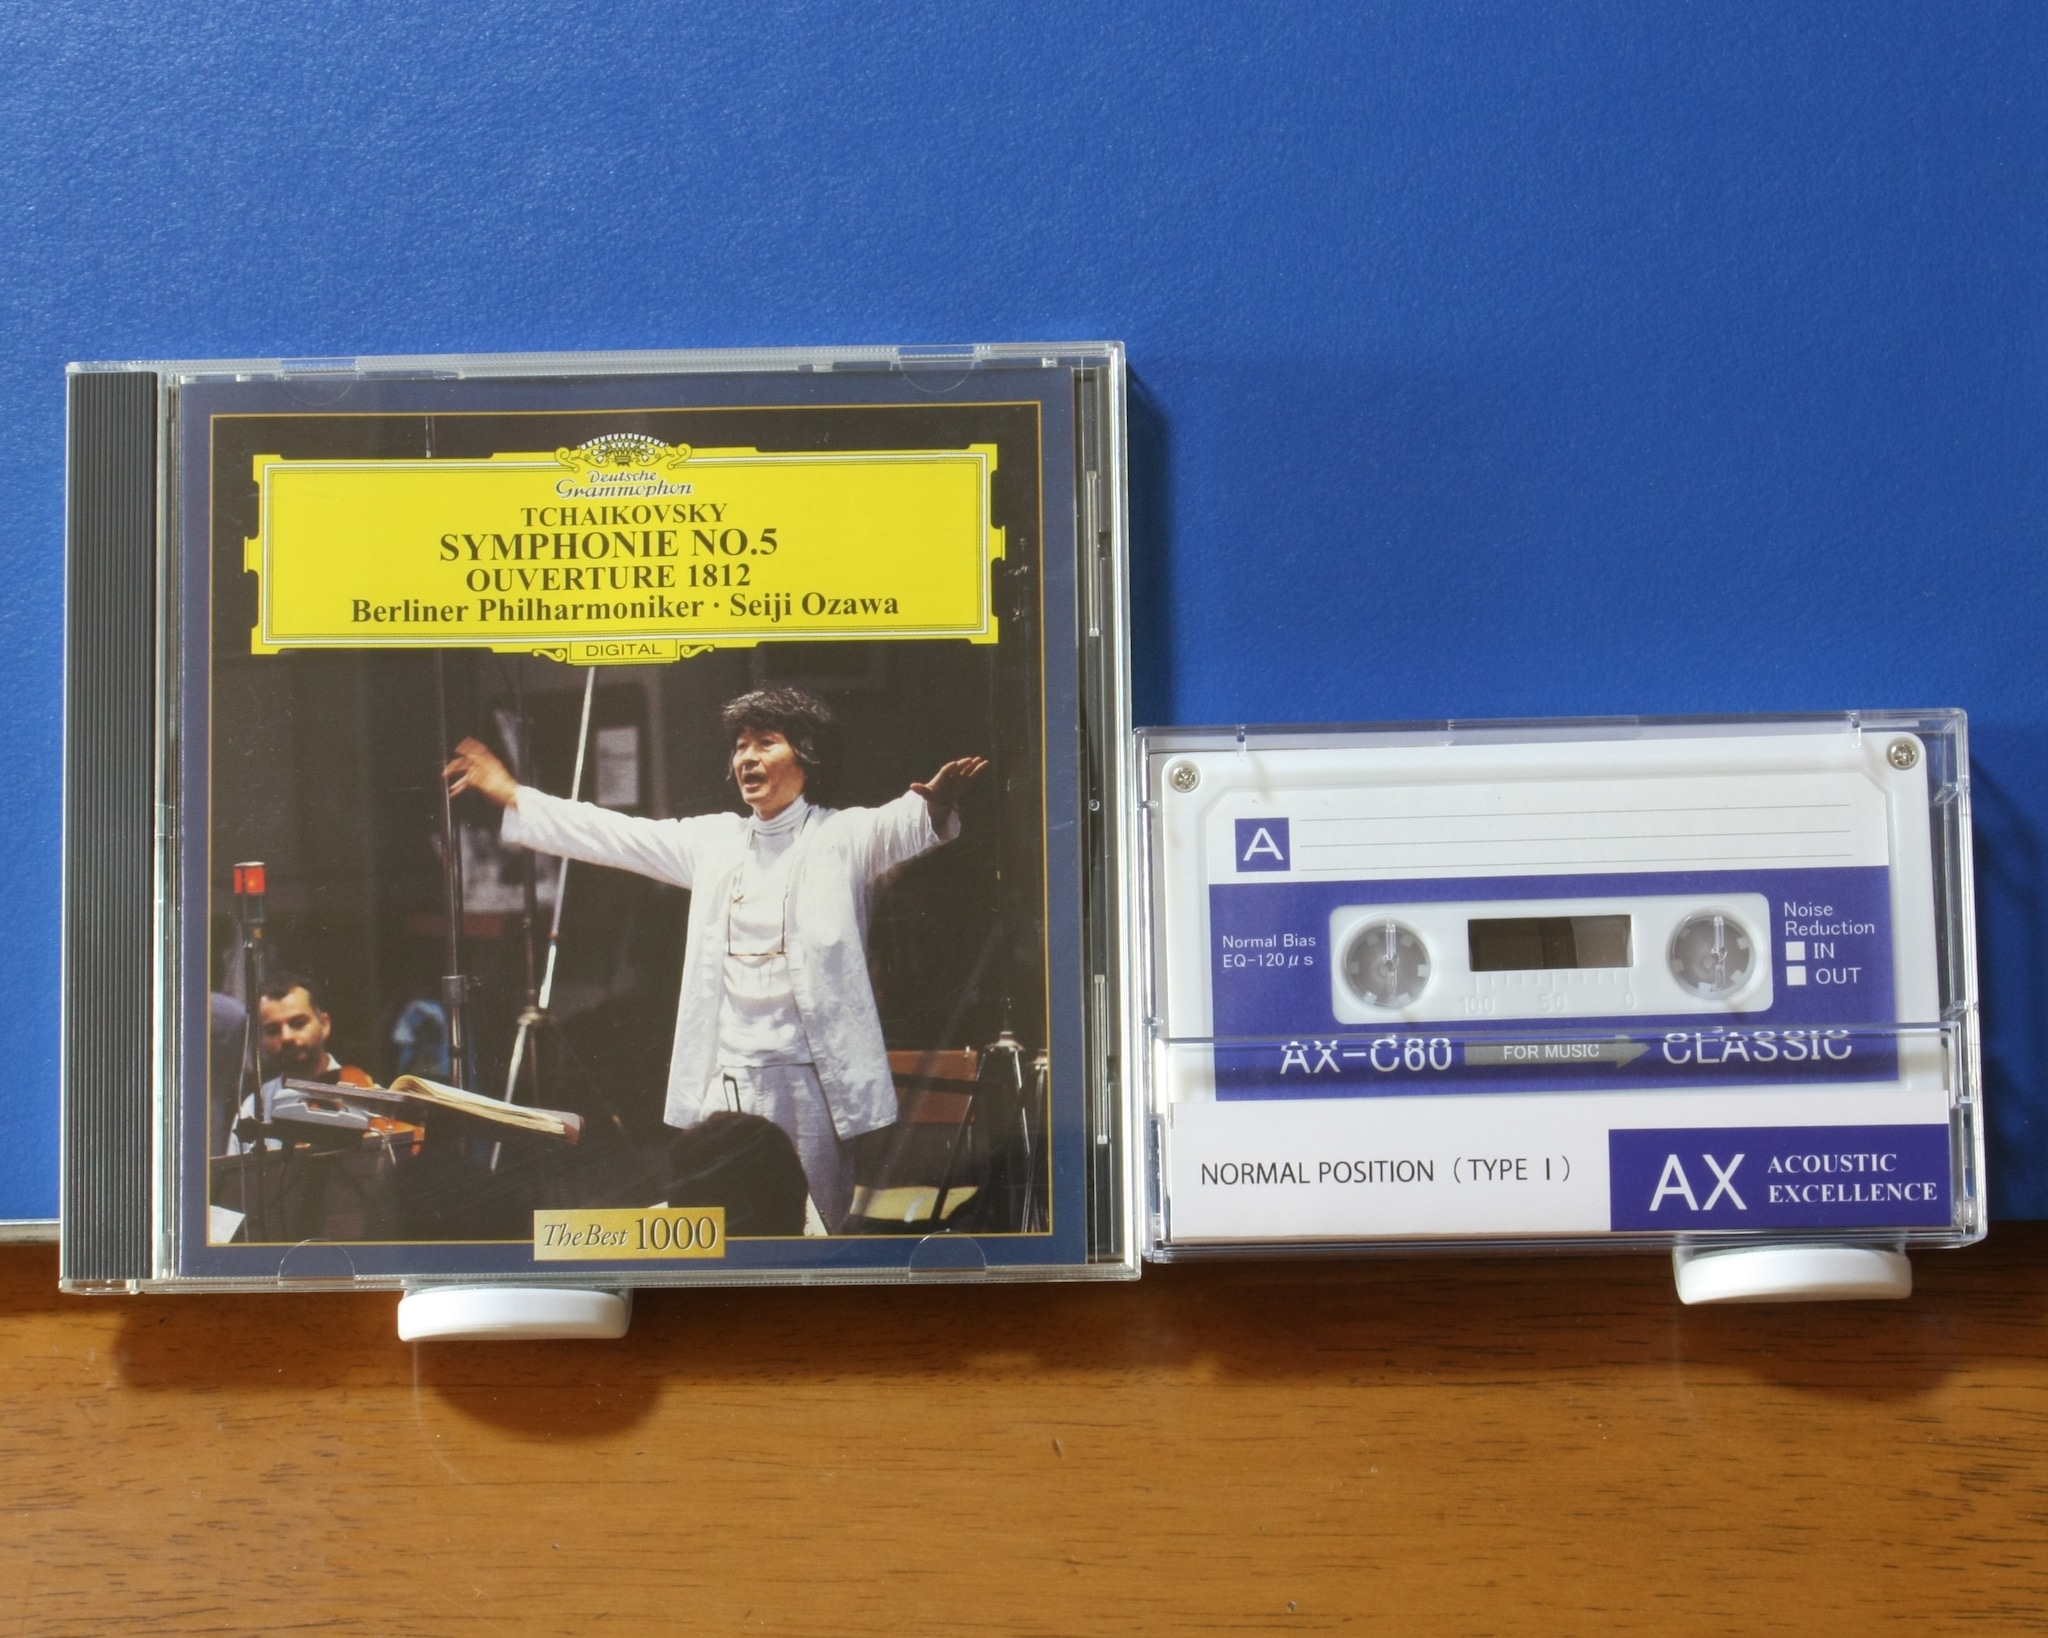 Deutsche
Grammophon
TCHAIKOVSKY
SYMPHONIE NO.5
OUVERTURE 1812
Berliner Philharmoniker · Seiji Ozawa
DIGITAL
The Best 1000
A
Normal Bias
EQ-120μs
Noise
Reduction
IN
OUT
100 50 0
AX-C60 FOR MUSIC CLASSIC
NORMAL POSITION (TYPE I)
AX ACOUSTIC
EXCELLENCE